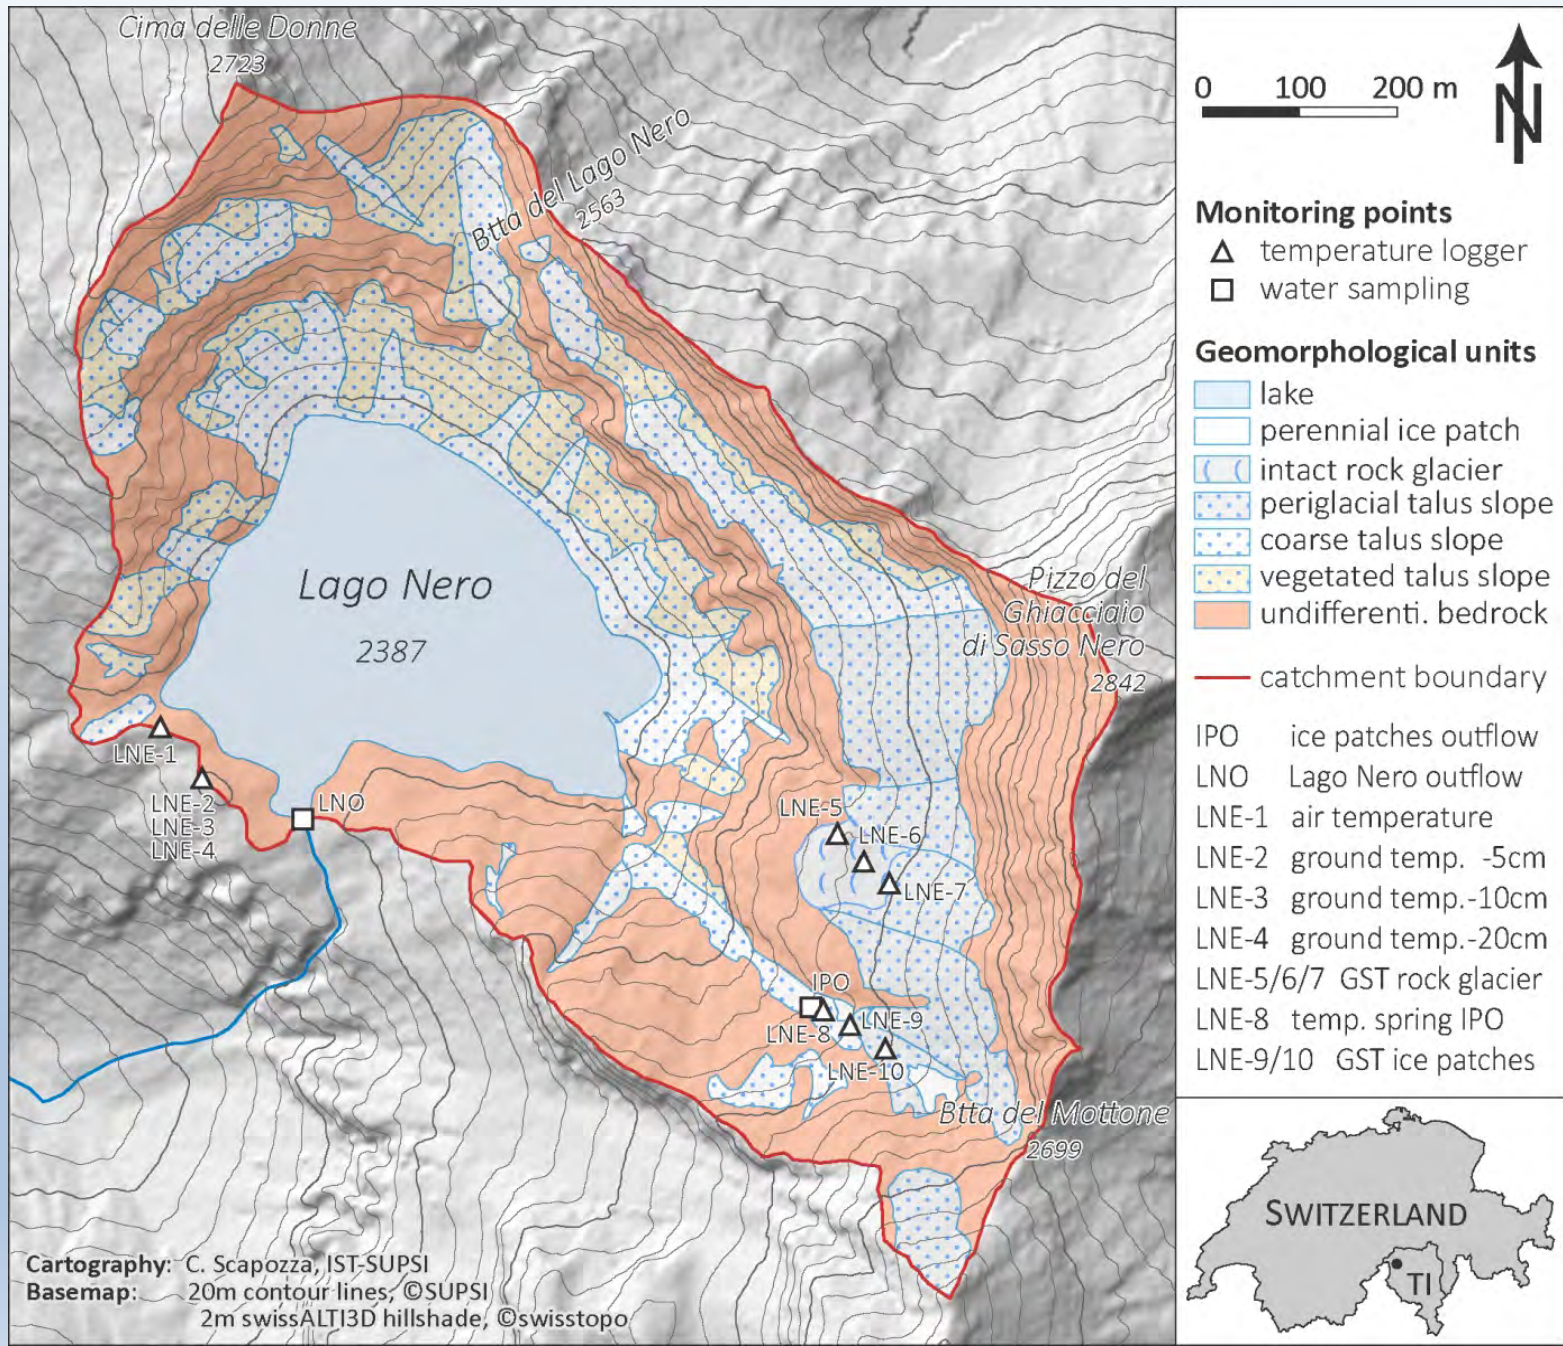 Cima delle Donne
2723
Btta del Lago Nero
2563
Lago Nero
2387
Pizzo del
Ghiacciaio
di Sasso Nero
2842
LNE-1
LNE-2
LNE-3
LNE-4
LNO
LNE-5
LNE-6
LNE-7
IPO
LNE-8
LNE-9
LNE-10
Btta del Mottone
2699
Cartography: C. Scapozza, IST-SUPSI
Basemap: 20m contour lines, ©SUPSI
2m swissALTI3D hillshade, ©swisstopo
0 100 200 m
N
Monitoring points
temperature logger
water sampling
Geomorphological units
lake
perennial ice patch
intact rock glacier
periglacial talus slope
coarse talus slope
vegetated talus slope
undifferenti. bedrock
catchment boundary
IPO ice patches outflow
LNO Lago Nero outflow
LNE-1 air temperature
LNE-2 ground temp. -5cm
LNE-3 ground temp.-10cm
LNE-4 ground temp.-20cm
LNE-5/6/7 GST rock glacier
LNE-8 temp. spring IPO
LNE-9/10 GST ice patches
SWITZERLAND
TI